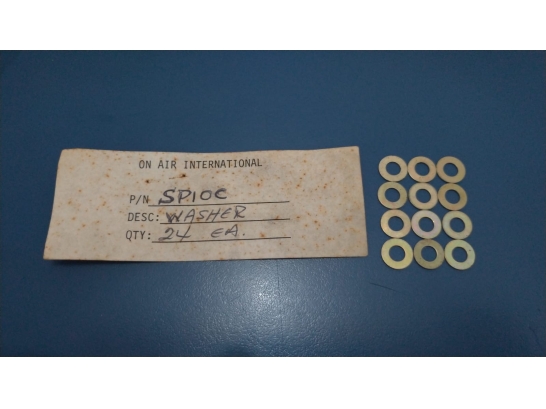 ON AIR INTERNATIONAL
P/N SP10C
DESC: WASHER
QTY: 24 EA.